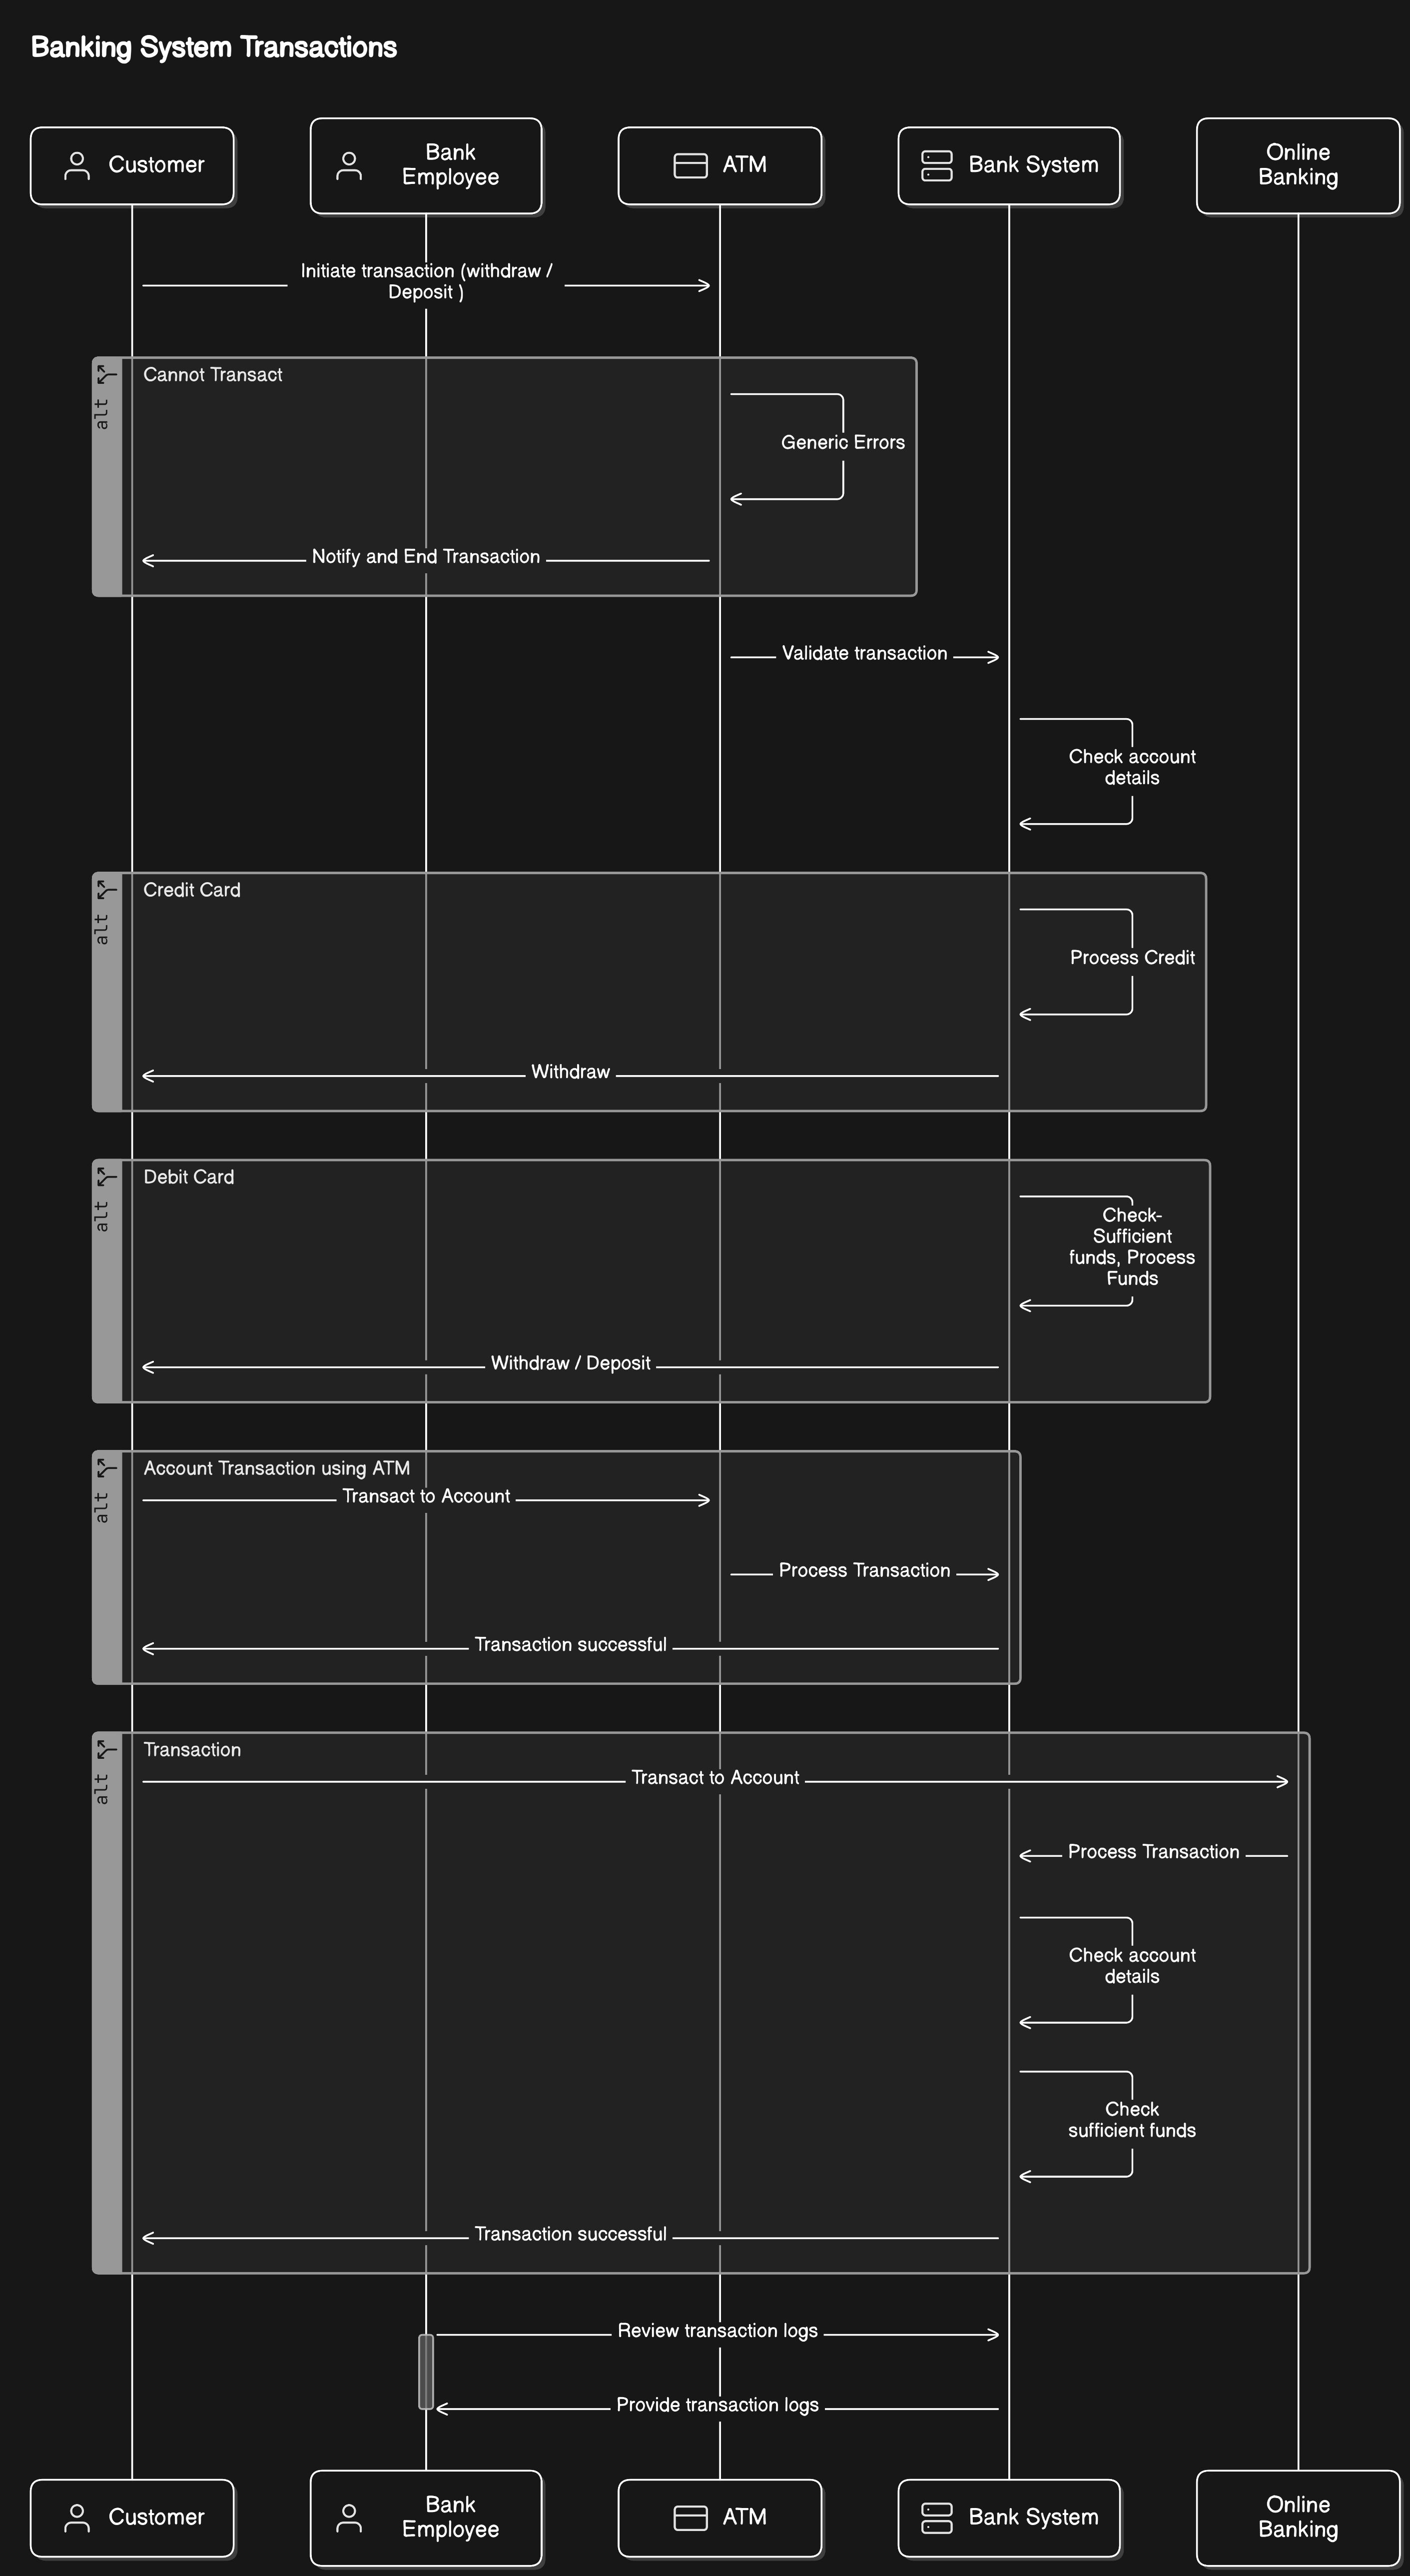 Banking System Transactions
Customer
Bank
Employee
ATM
Bank System
Online
Banking
Initiate transaction (withdraw /
Deposit )
alt
Cannot Transact
Generic Errors
Notify and End Transaction
Validate transaction
Check account
details
alt
Credit Card
Process Credit
Withdraw
alt
Debit Card
Check-
Sufficient
funds, Process
Funds
Withdraw / Deposit
alt
Account Transaction using ATM
Transact to Account
Process Transaction
Transaction successful
alt
Transaction
Transact to Account
Process Transaction
Check account
details
Check
sufficient funds
Transaction successful
Review transaction logs
Provide transaction logs
Customer
Bank
Employee
ATM
Bank System
Online
Banking